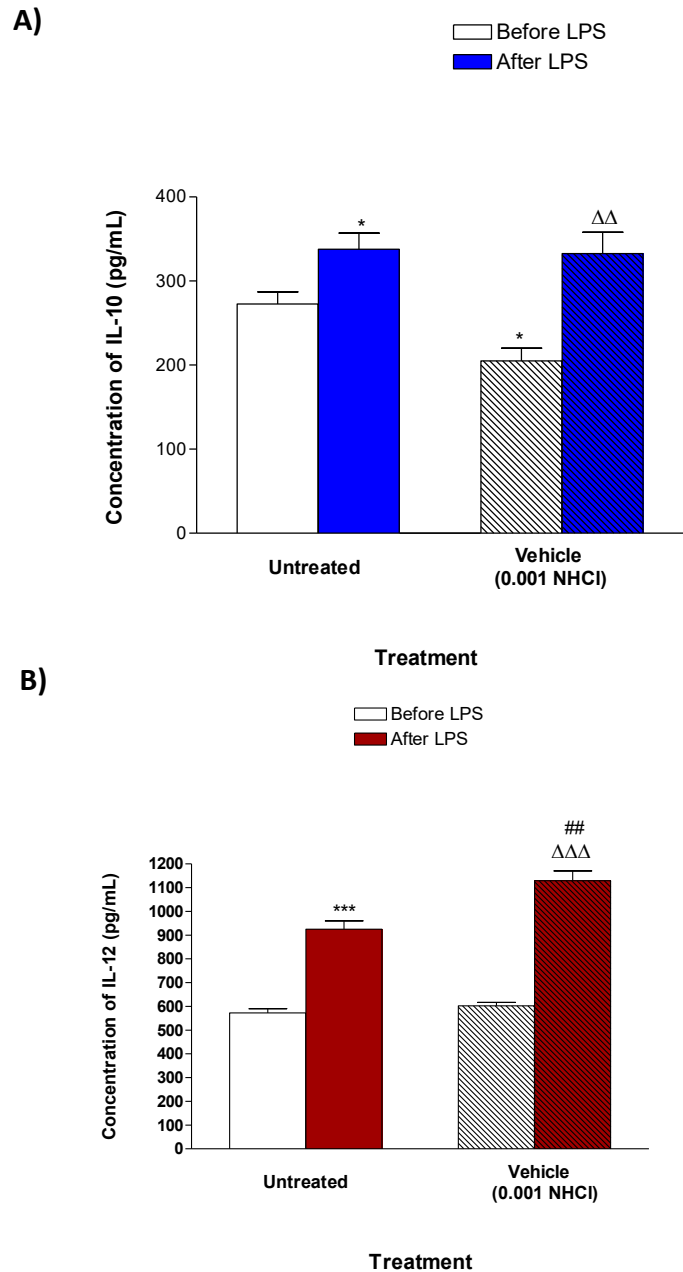 A)
Before LPS
After LPS
Concentration of IL-10 (pg/mL)
400
300
200
100
0
*
*
ΔΔ
Untreated
Vehicle
(0.001 NHCl)
Treatment
B)
Before LPS
After LPS
Concentration of IL-12 (pg/mL)
1200
1100
1000
900
800
700
600
500
400
300
200
100
0
***
##
ΔΔΔ
Untreated
Vehicle
(0.001 NHCl)
Treatment